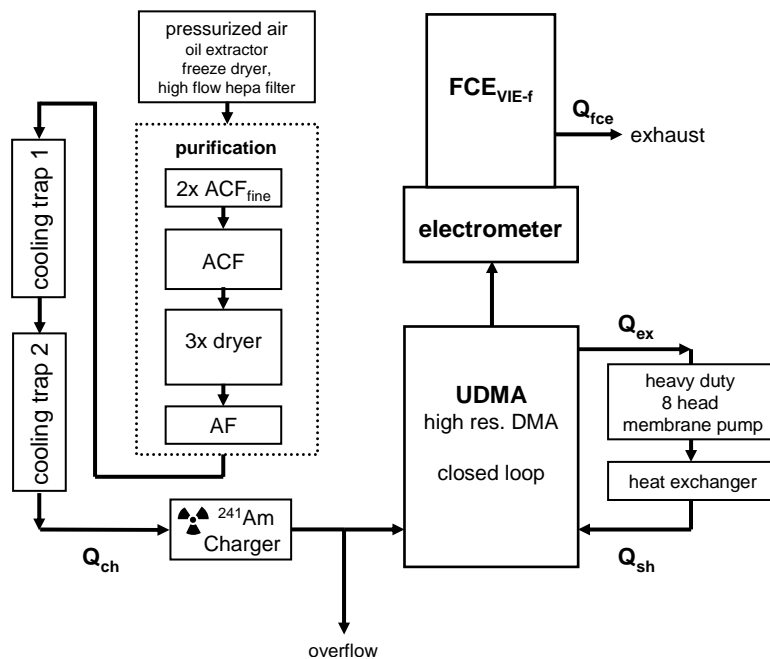 pressurized air
oil extractor
freeze dryer,
high flow hepa filter
purification
2x ACFfine
ACF
3x dryer
AF
cooling trap 1
cooling trap 2
Qch
241Am
Charger
overflow
FCEVIE-f
Qfce
exhaust
electrometer
UDMA
high res. DMA
closed loop
Qex
heavy duty
8 head
membrane pump
heat exchanger
Qsh